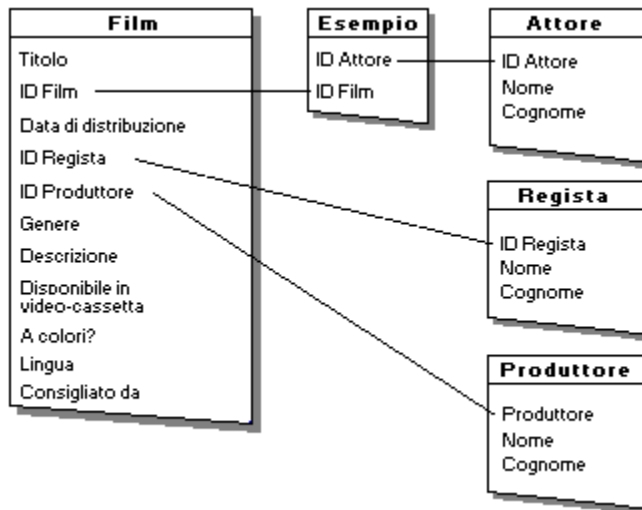 Film
Titolo
ID Film
Data di distribuzione
ID Regista
ID Produttore
Genere
Descrizione
Disponibile in
video-cassetta
A colori?
Lingua
Consigliato da
Esempio
ID Attore
ID Film
Attore
ID Attore
Nome
Cognome
Regista
ID Regista
Nome
Cognome
Produttore
Produttore
Nome
Cognome